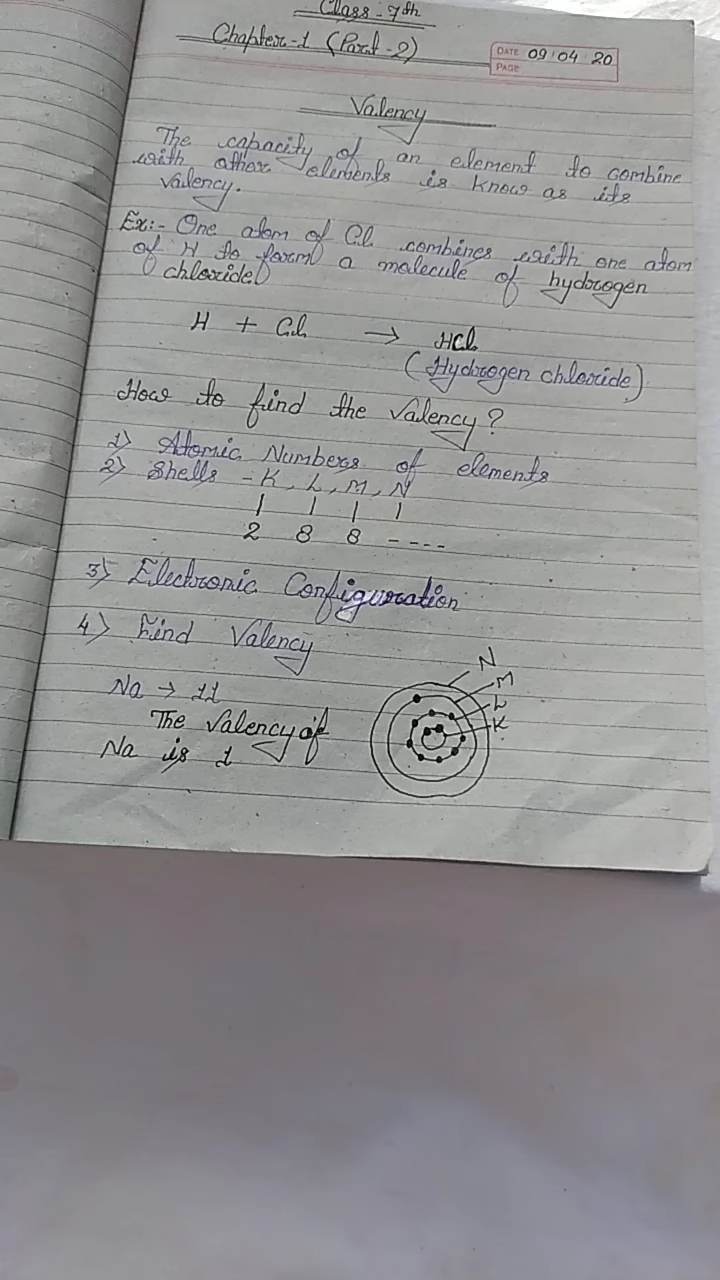 Class - 7th
Chapter-1 (Part-2)
DATE 09 04 20
PAGE
Valency
The capacity of an element to combine
with other elements is know as its
valency.
Ex:- One atom of Cl combines with one atom
of H to form a molecule of hydrogen
chloride
H + Cl → HCl
(Hydrogen chloride)
How to find the valency?
1) Atomic Numbers of elements
2) Shells - K, L, M, N
2 8 8 ----
3) Electronic Configuration
4) Find Valency
N
M
L
K
Na → 11
The valency of
Na is 1